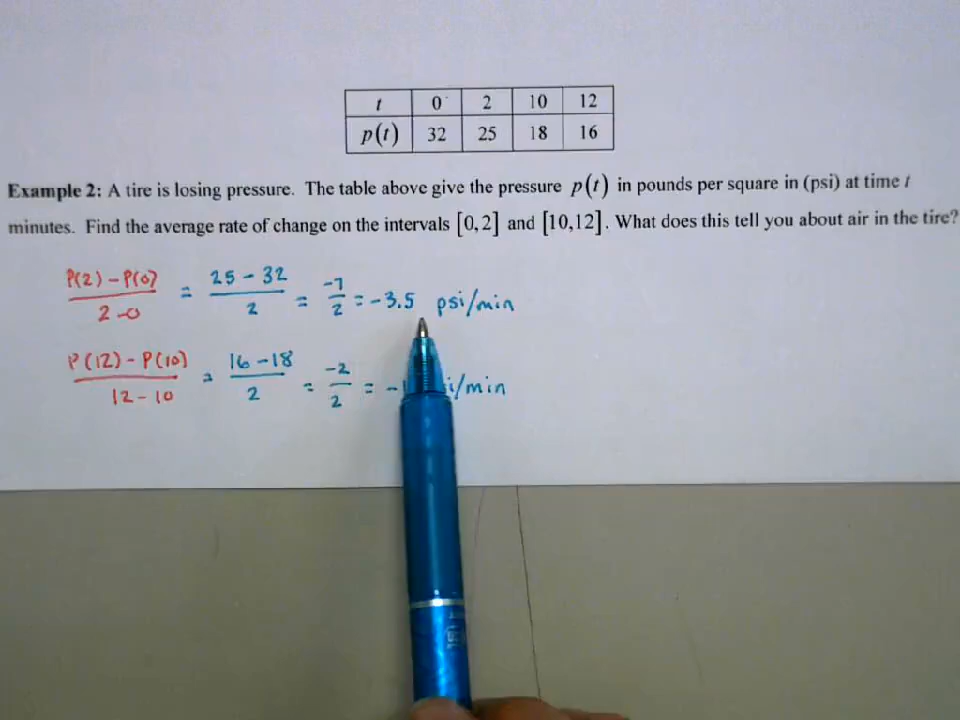 t 0 2 10 12
p(t) 32 25 18 16
Example 2: A tire is losing pressure. The table above give the pressure p(t) in pounds per square in (psi) at time t
minutes. Find the average rate of change on the intervals [0,2] and [10,12]. What does this tell you about air in the tire?
P(2) - P(0) / 2 - 0 = 25 - 32 / 2 = -7 / 2 = -3.5 psi/min
P(12) - P(10) / 12 - 10 = 16 - 18 / 2 = -2 / 2 = - /min